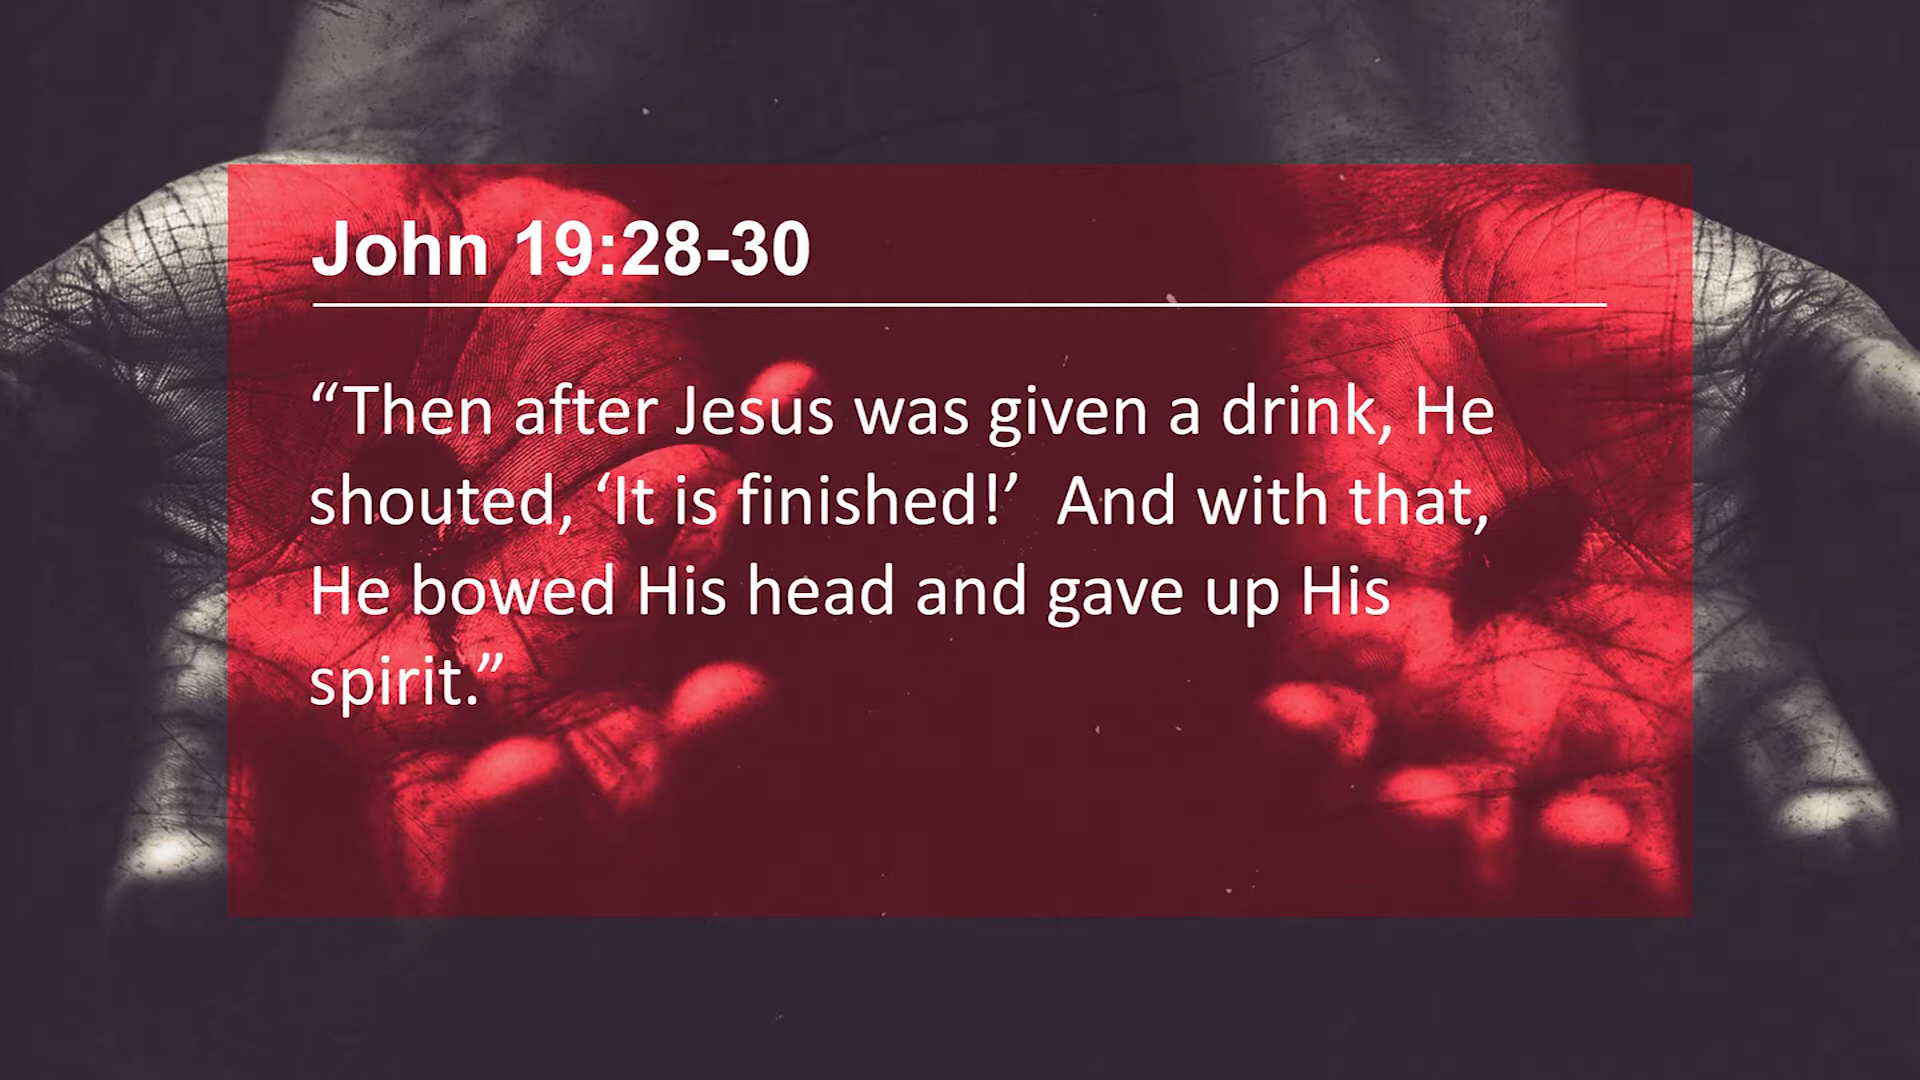 John 19:28-30
“Then after Jesus was given a drink, He
shouted, ‘It is finished!’  And with that,
He bowed His head and gave up His
spirit.”